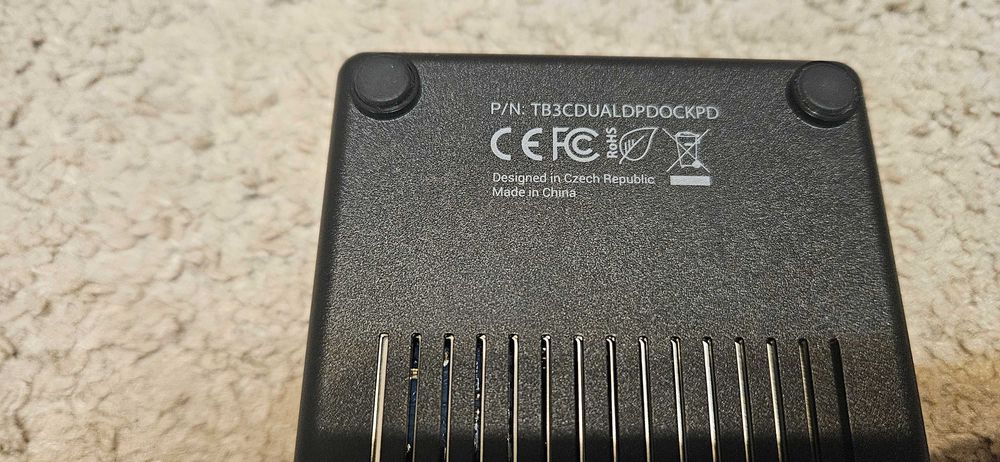 P/N: TB3CDUALDPDOCKPD
CE FC RoHS
Designed in Czech Republic
Made in China